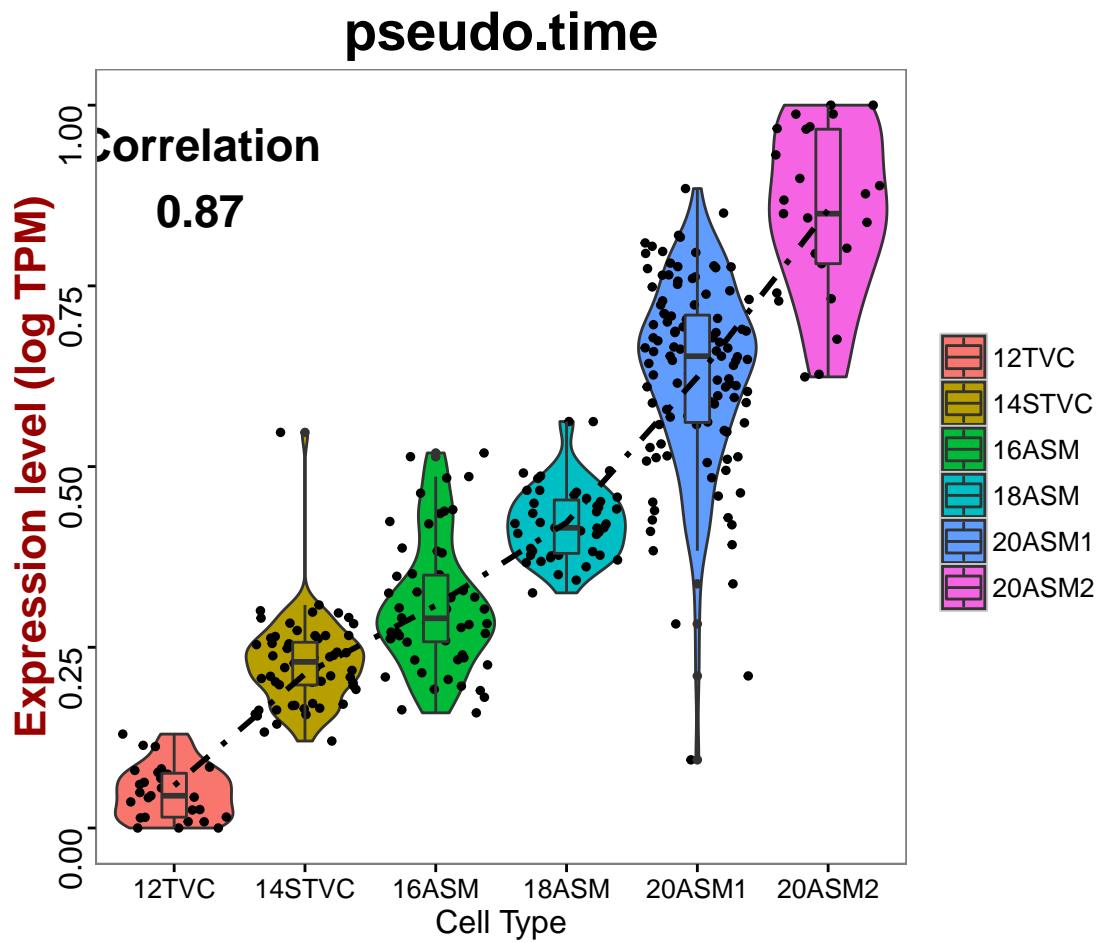 pseudo.time
Correlation
0.87
Expression level (log TPM)
1.00
0.75
0.50
0.25
0.00
12TVC
14STVC
16ASM
18ASM
20ASM1
20ASM2
12TVC 14STVC 16ASM 18ASM 20ASM1 20ASM2
Cell Type